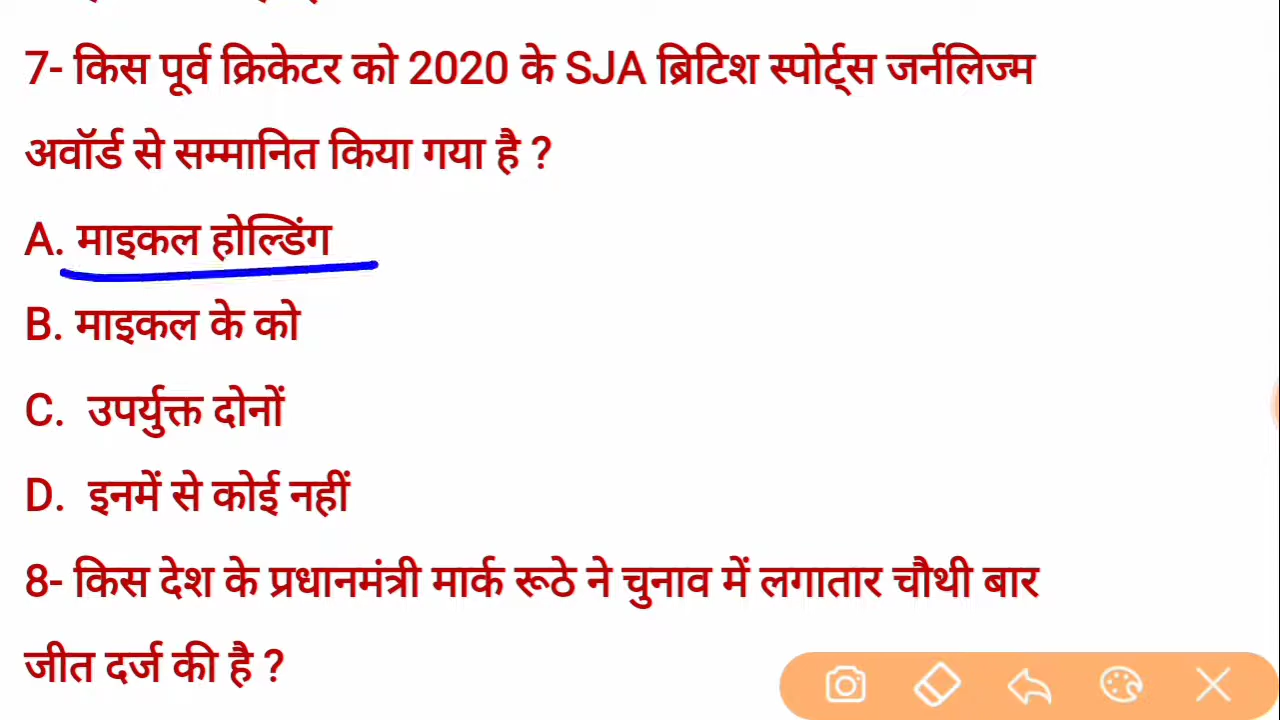 7- किस पूर्व क्रिकेटर को 2020 के SJA ब्रिटिश स्पोर्ट्स जर्नलिज्म
अवॉर्ड से सम्मानित किया गया है ?
A. माइकल होल्डिंग
B. माइकल के को
C. उपर्युक्त दोनों
D. इनमें से कोई नहीं
8- किस देश के प्रधानमंत्री मार्क रूठे ने चुनाव में लगातार चौथी बार
जीत दर्ज की है ?